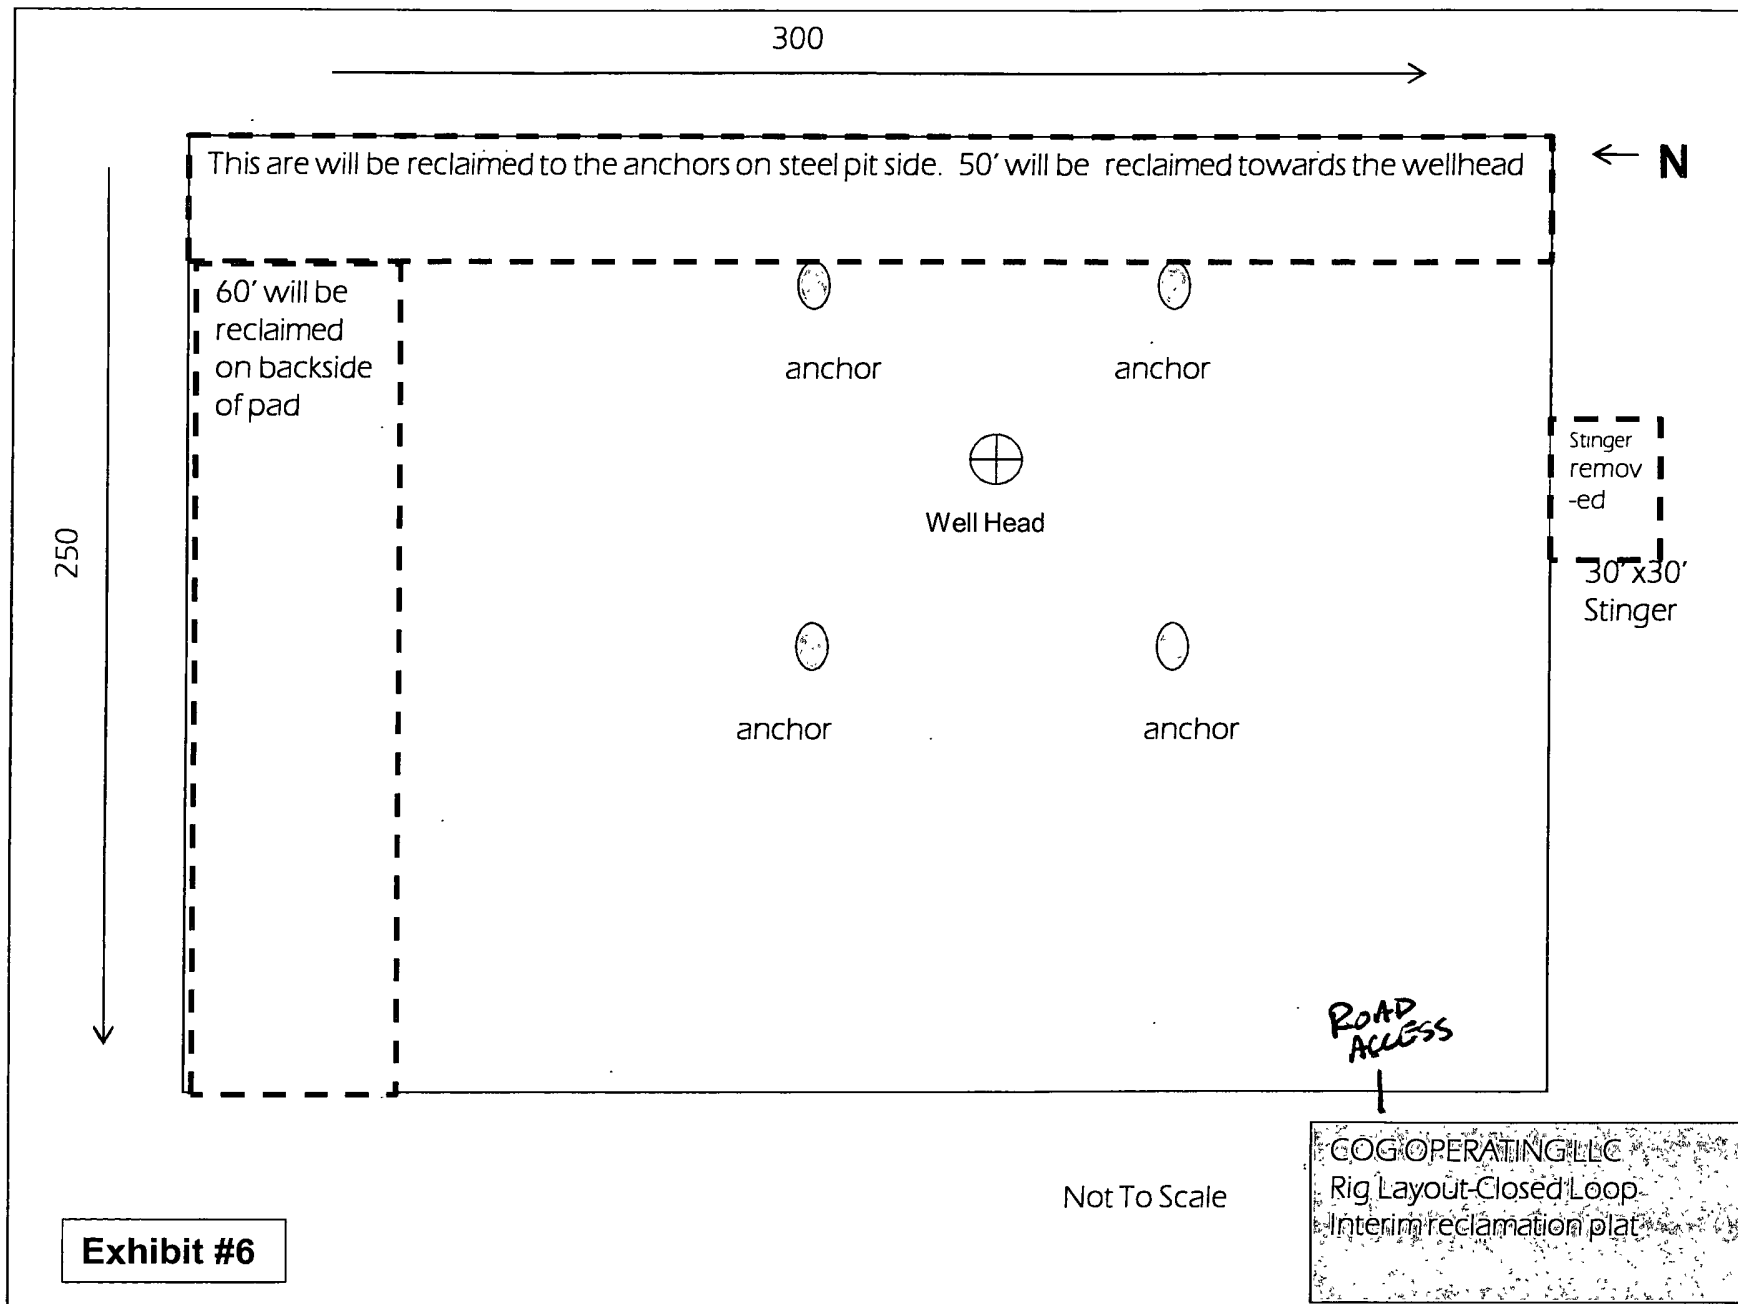 300
This are will be reclaimed to the anchors on steel pit side. 50' will be reclaimed towards the wellhead
← N
60' will be
reclaimed
on backside
of pad
anchor
anchor
Stinger
remov
-ed
Well Head
250
30'x30'
Stinger
anchor
anchor
ROAD
ACCESS
COG OPERATING LLC
Rig Layout-Closed Loop
Interim reclamation plat
Not To Scale
Exhibit #6